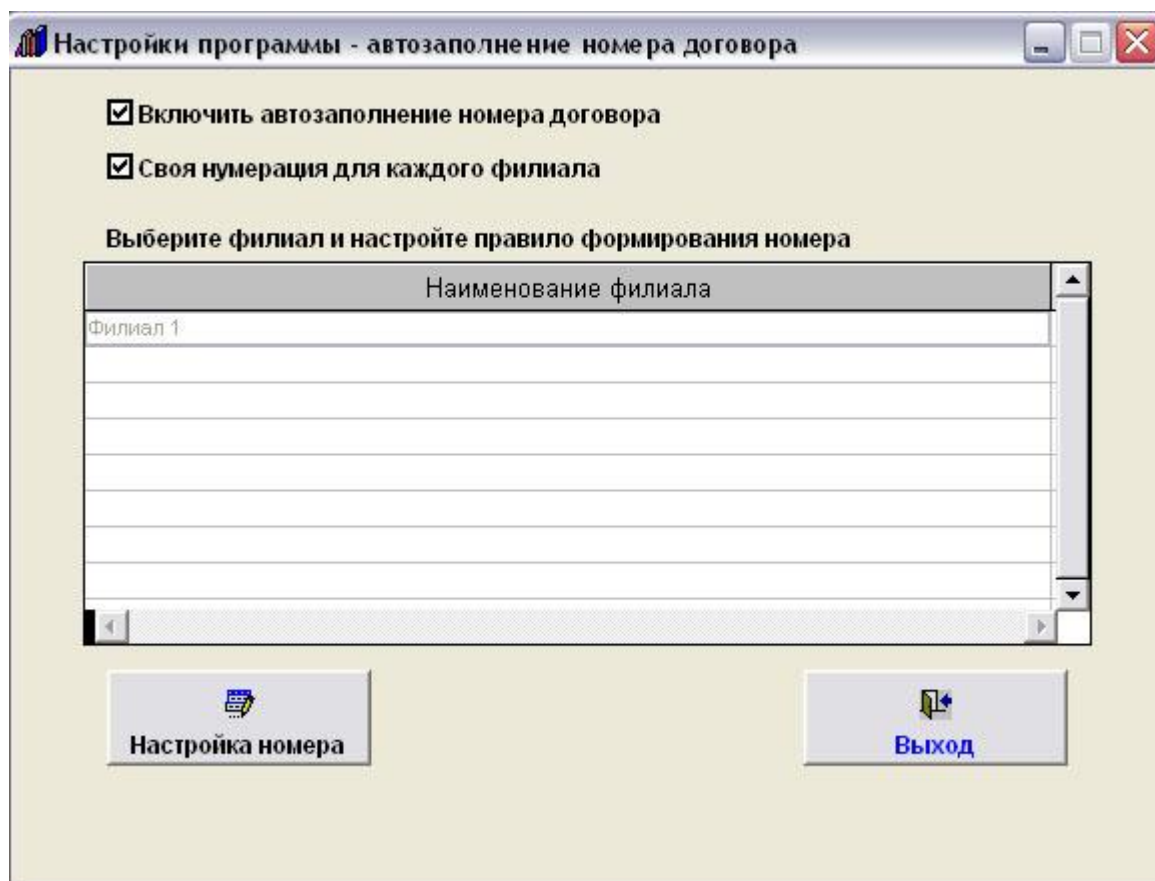 Настройки программы - автозаполнение номера договора
Включить автозаполнение номера договора
Своя нумерация для каждого филиала
Выберите филиал и настройте правило формирования номера
Наименование филиала
Филиал 1
Настройка номера
Выход